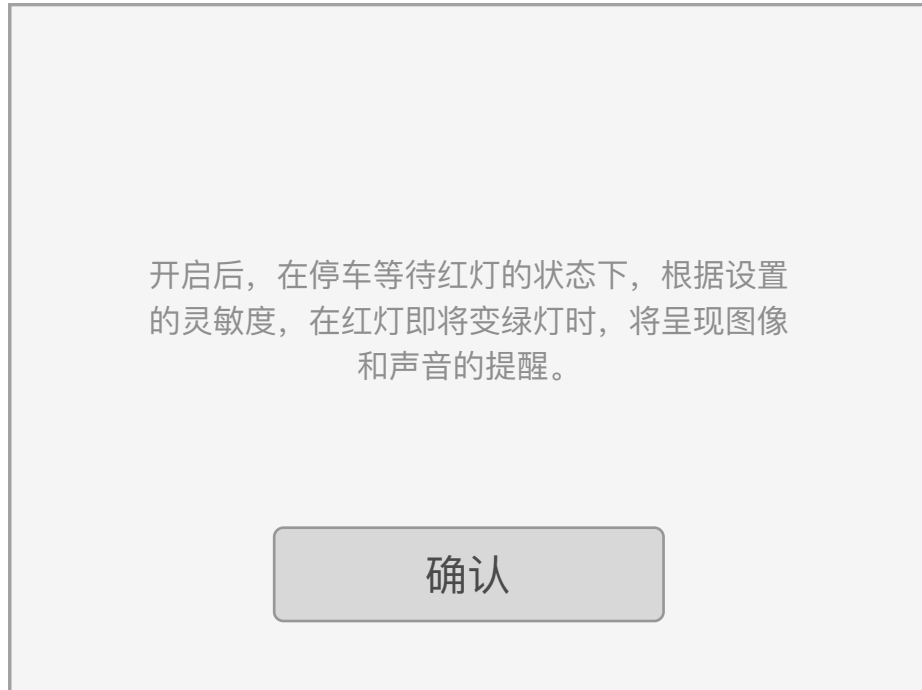 开启后，在停车等待红灯的状态下，根据设置
的灵敏度，在红灯即将变绿灯时，将呈现图像
和声音的提醒。
确认